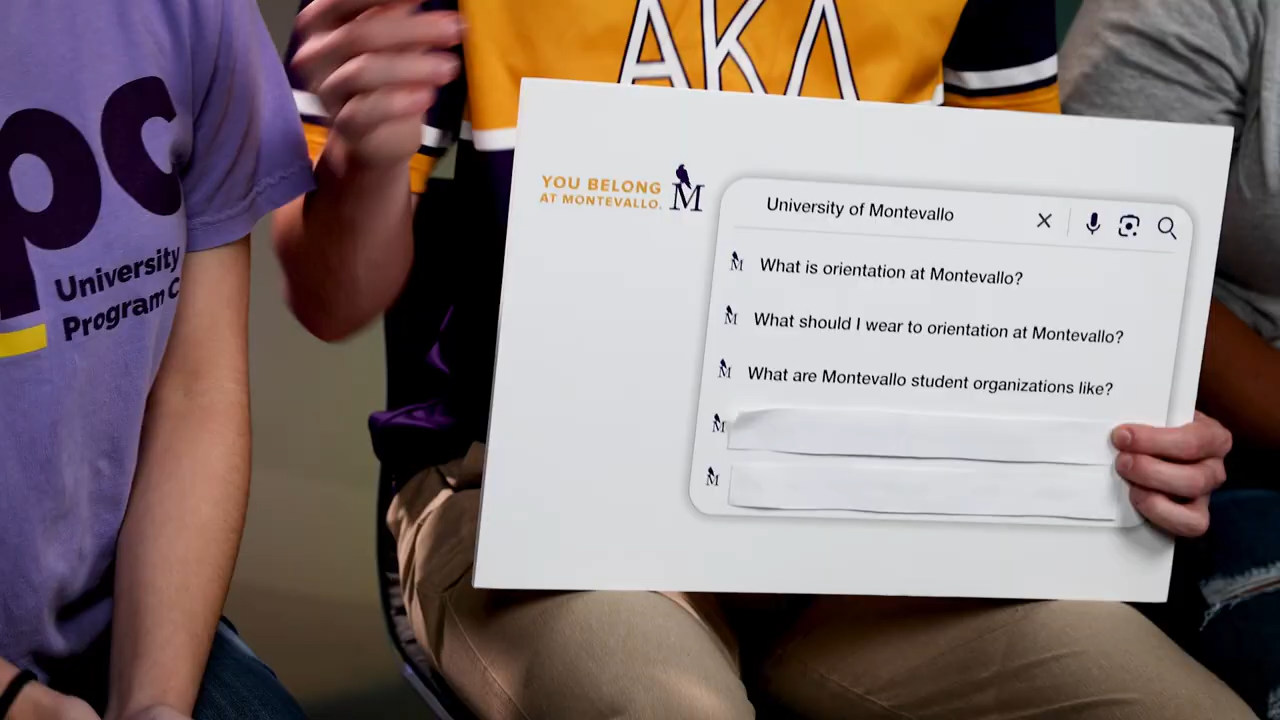 pc
University
Program C
ΑΚΛ
YOU BELONG
AT MONTEVALLO.
M
University of Montevallo
M What is orientation at Montevallo?
M What should I wear to orientation at Montevallo?
M What are Montevallo student organizations like?
M
M